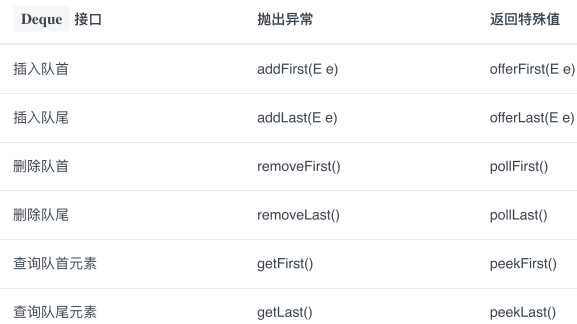 Deque 接口 抛出异常 返回特殊值
插入队首 addFirst(E e) offerFirst(E e)
插入队尾 addLast(E e) offerLast(E e)
删除队首 removeFirst() pollFirst()
删除队尾 removeLast() pollLast()
查询队首元素 getFirst() peekFirst()
查询队尾元素 getLast() peekLast()